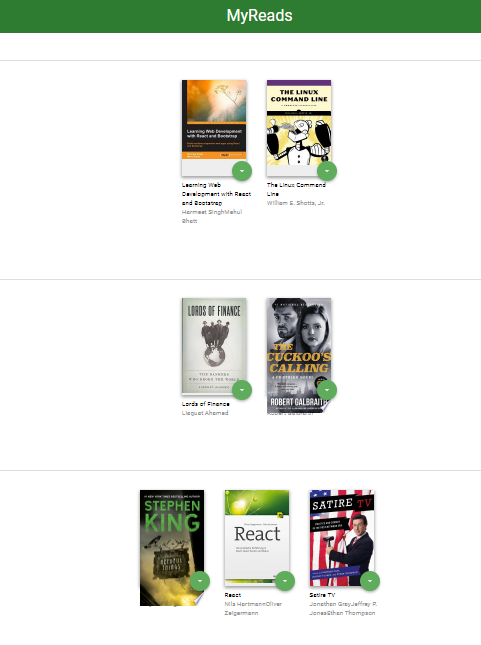 MyReads
Learning Web Development
with React and Bootstrap
THE LINUX
COMMAND LINE
Learning Web
Development with React
and Bootstrap
Harmeet SinghMehul
Bhatt
The Linux Command
Line
William E. Shotts, Jr.
LORDS OF FINANCE
THE BANKERS
WHO BROKE THE WORLD
THE
CUCKOO'S
CALLING
ROBERT GALBRAITH
Lords of Finance
Liaquat Ahamed
STEPHEN
KING
NEEDFUL
THINGS
React
SATIRE TV
React
Nils HartmannOliver
Zeigermann
Satire TV
Jonathan GrayJeffrey P.
JonesEthan Thompson